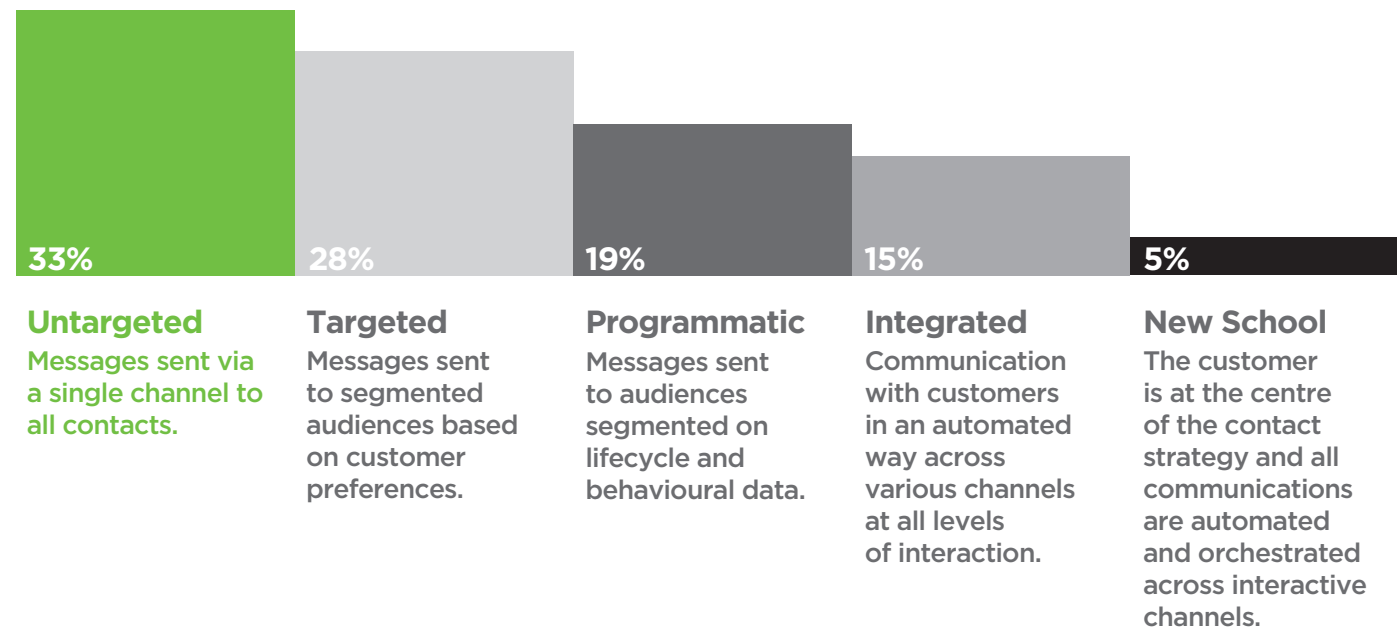 33%
28%
19%
15%
5%
Untargeted
Messages sent via
a single channel to
all contacts.
Targeted
Messages sent
to segmented
audiences based
on customer
preferences.
Programmatic
Messages sent
to audiences
segmented on
lifecycle and
behavioural data.
Integrated
Communication
with customers
in an automated
way across
various channels
at all levels
of interaction.
New School
The customer
is at the centre
of the contact
strategy and all
communications
are automated
and orchestrated
across interactive
channels.